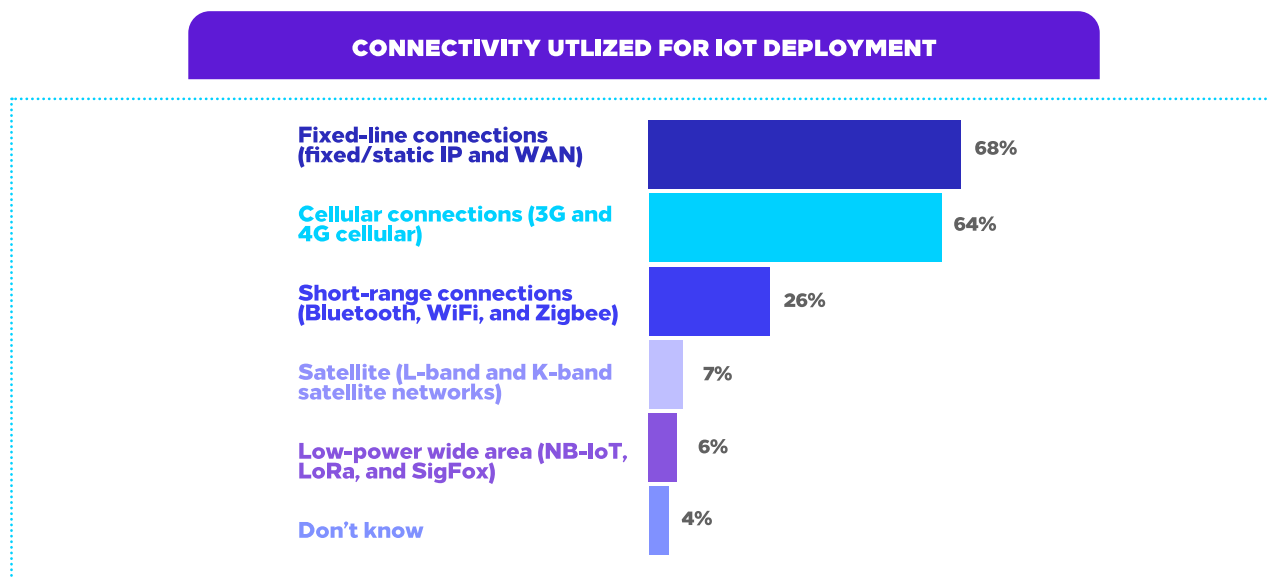 CONNECTIVITY UTLIZED FOR IOT DEPLOYMENT
Fixed-line connections
(fixed/static IP and WAN)
68%
Cellular connections (3G and
4G cellular)
64%
Short-range connections
(Bluetooth, WiFi, and Zigbee)
26%
Satellite (L-band and K-band
satellite networks)
7%
Low-power wide area (NB-IoT,
LoRa, and SigFox)
6%
Don't know
4%